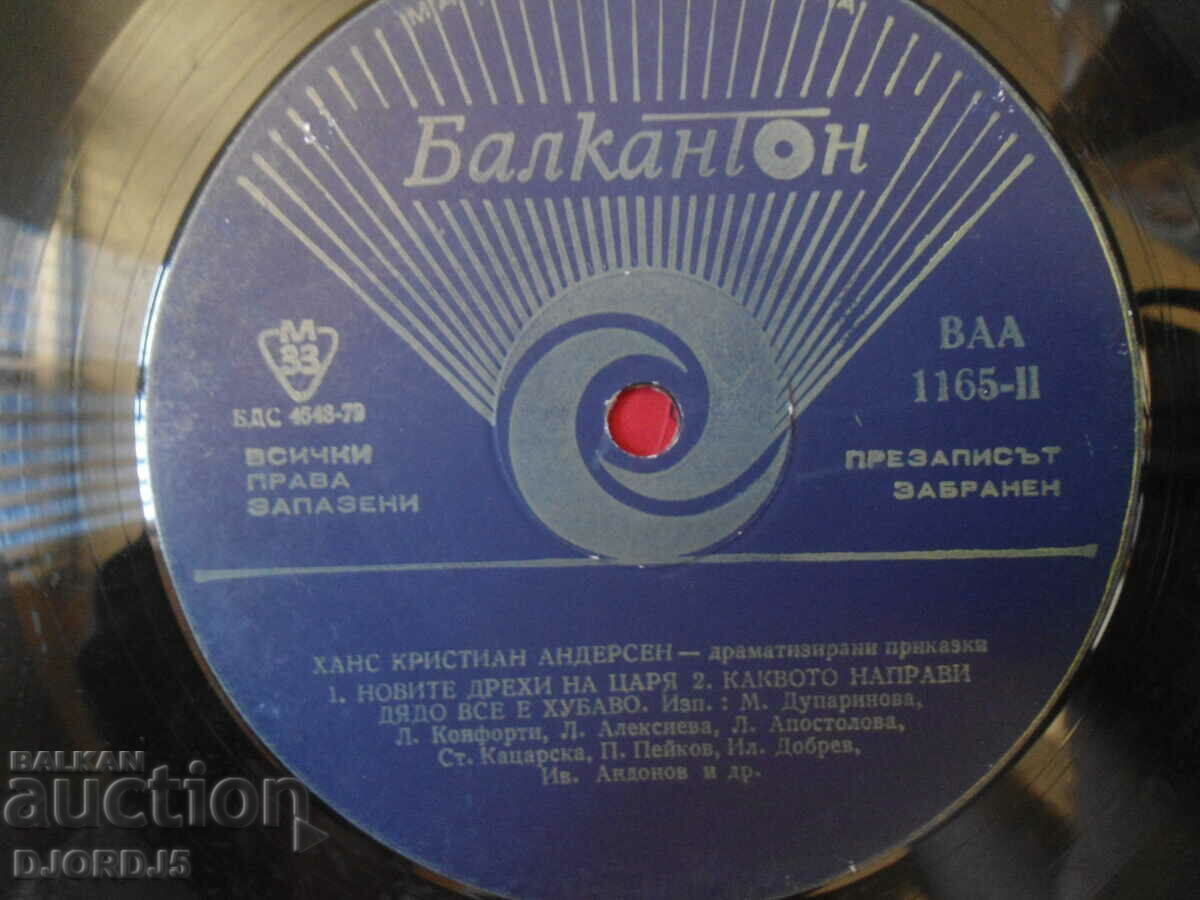 Балкантон
М
33
БДС 4648-79
ВСИЧКИ
ПРАВА
ЗАПАЗЕНИ
ВАА
1165-II
ПРЕЗАПИСЪТ
ЗАБРАНЕН
ХАНС КРИСТИАН АНДЕРСЕН — драматизирани приказки
1. НОВИТЕ ДРЕХИ НА ЦАРЯ 2. КАКВОТО НАПРАВИ
ДЯДО ВСЕ Е ХУБАВО. Изп. : М. Дупаринова,
Л. Конфорти, Л. Алексиева, Л. Апостолова,
Ст. Кацарска, П. Пейков, Ил. Добрев,
Ив. Андонов и др.
BALKAN
auction
DJORDJ5